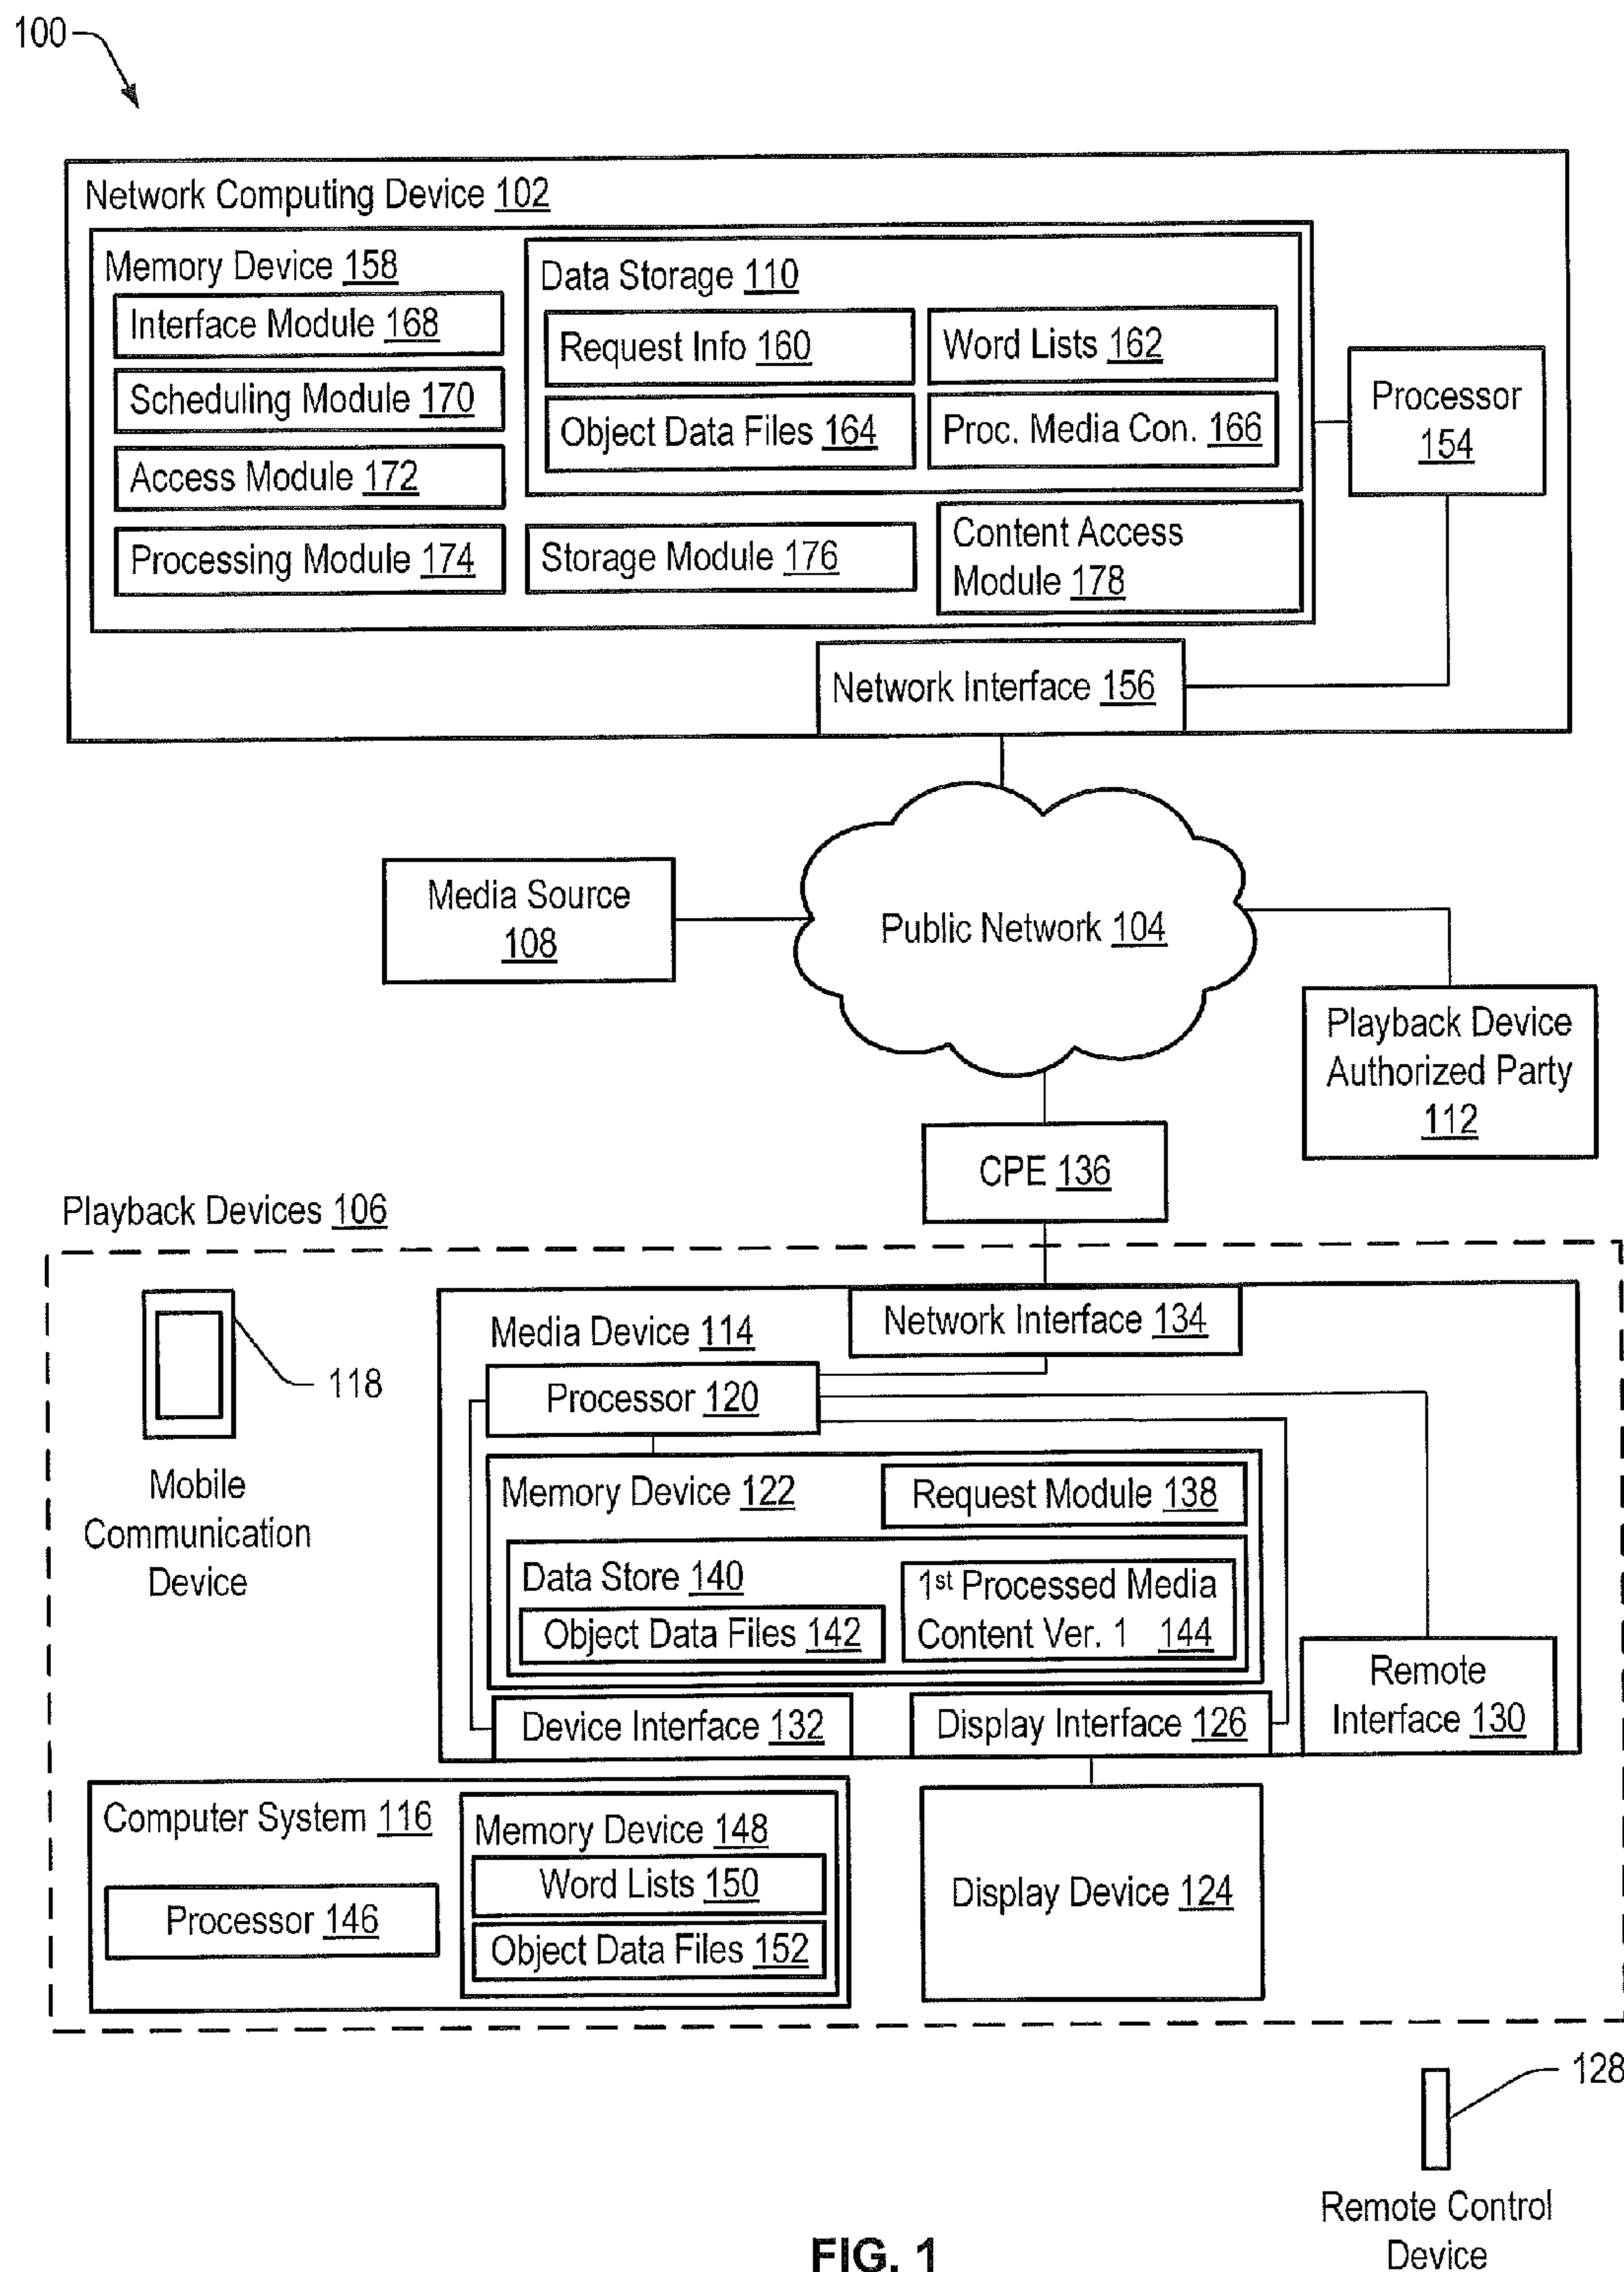 100
Network Computing Device 102
Memory Device 158
Interface Module 168
Scheduling Module 170
Access Module 172
Processing Module 174
Data Storage 110
Request Info 160
Word Lists 162
Object Data Files 164
Proc. Media Con. 166
Storage Module 176
Content Access
Module 178
Processor
154
Network Interface 156
Media Source
108
Public Network 104
Playback Device
Authorized Party
112
CPE 136
Playback Devices 106
118
Mobile
Communication
Device
Media Device 114
Network Interface 134
Processor 120
Memory Device 122
Request Module 138
Data Store 140
Object Data Files 142
1st Processed Media
Content Ver. 1 144
Device Interface 132
Display Interface 126
Remote
Interface 130
Computer System 116
Processor 146
Memory Device 148
Word Lists 150
Object Data Files 152
Display Device 124
128
Remote Control
Device
FIG. 1